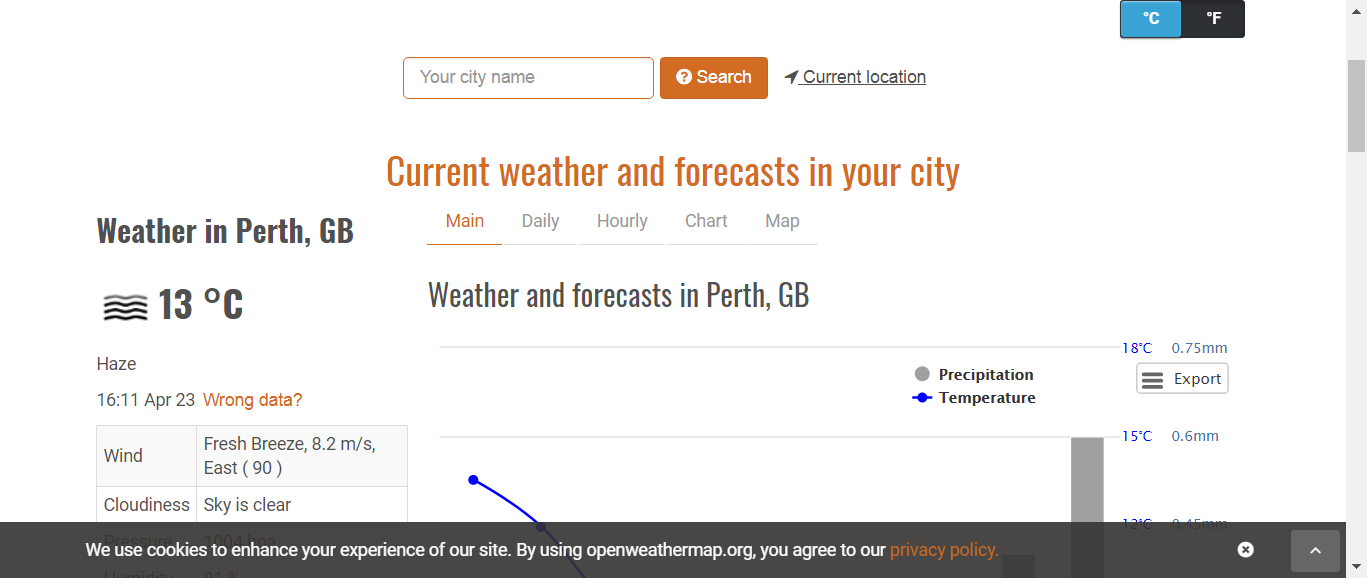 °C °F
Your city name Search Current location
Current weather and forecasts in your city
Weather in Perth, GB
Main Daily Hourly Chart Map
13 °C
Weather and forecasts in Perth, GB
Haze
16:11 Apr 23 Wrong data?
18°C 0.75mm
Precipitation
Temperature
Export
Wind
Fresh Breeze, 8.2 m/s,
East ( 90 )
15°C 0.6mm
Cloudiness Sky is clear
12°C 0.45mm
Pressure 1004 hpa
We use cookies to enhance your experience of our site. By using openweathermap.org, you agree to our privacy policy.
Humidity